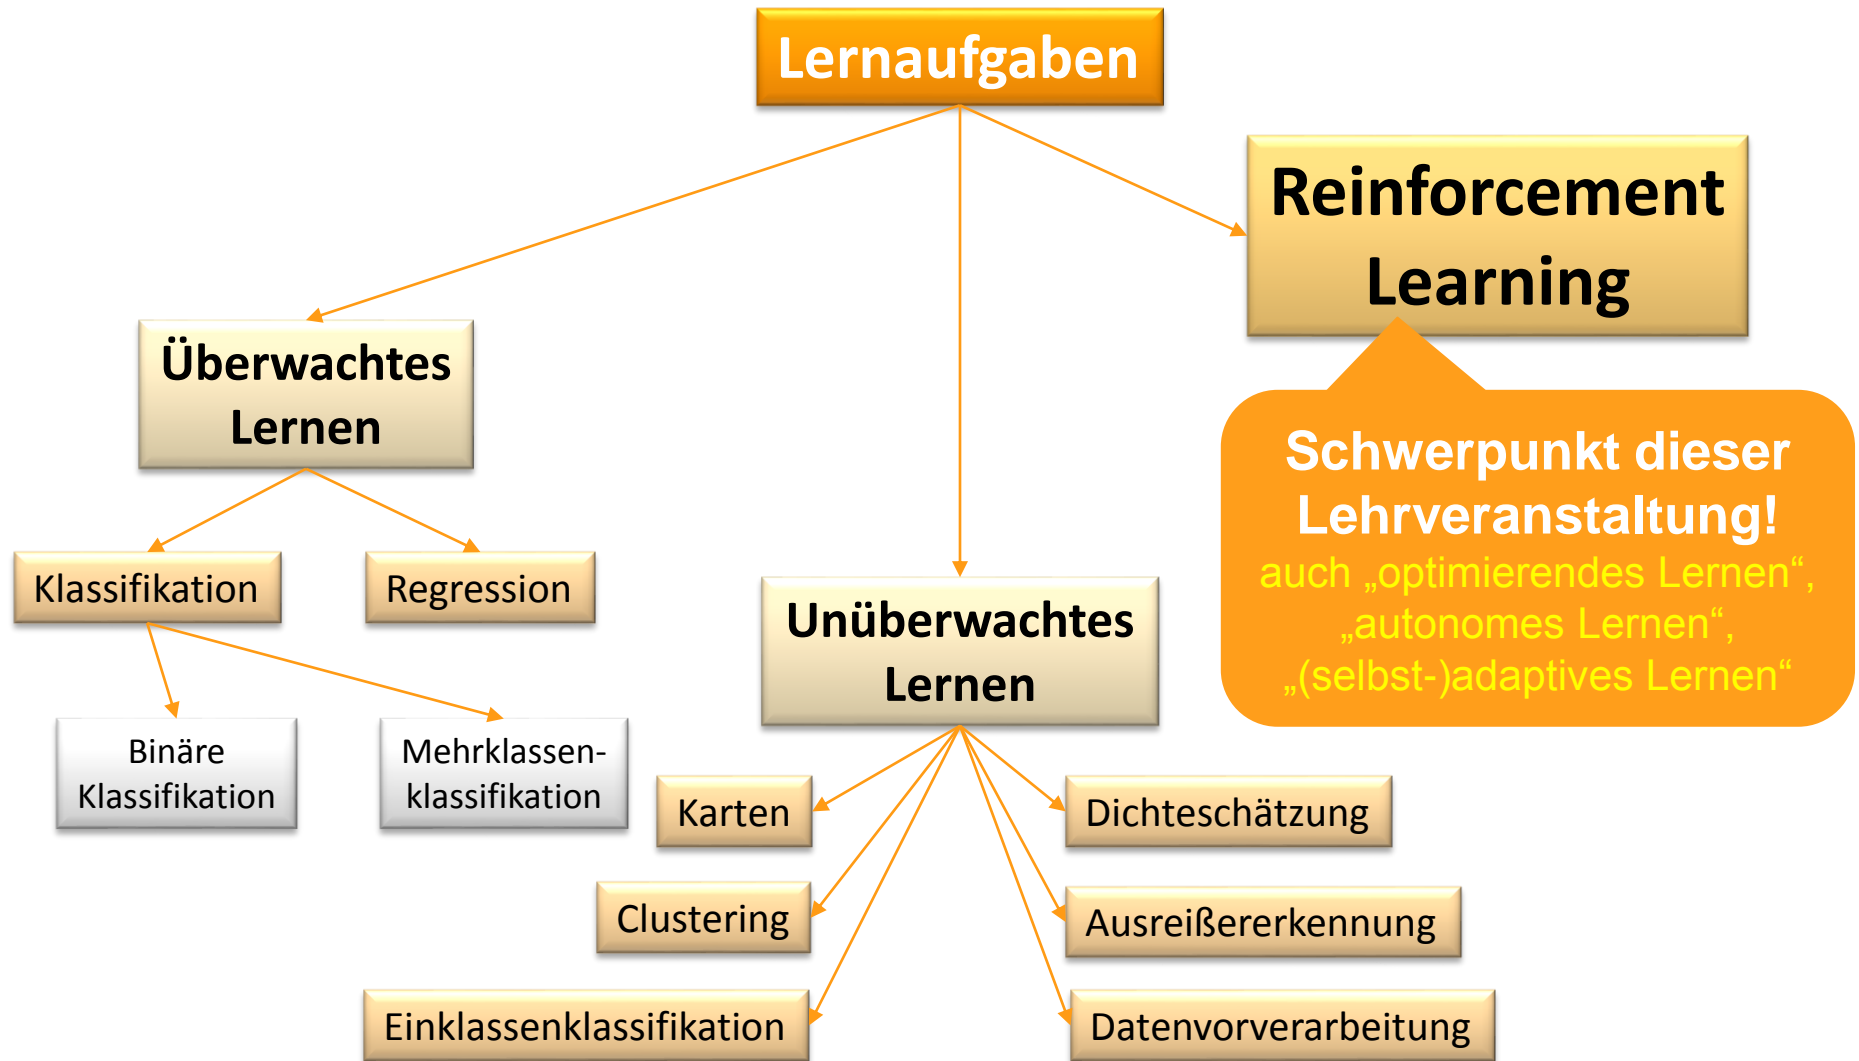 Lernaufgaben
Reinforcement
Learning
Schwerpunkt dieser
Lehrveranstaltung!
auch „optimierendes Lernen“,
„autonomes Lernen“,
„(selbst-)adaptives Lernen“
Überwachtes
Lernen
Klassifikation
Regression
Binäre
Klassifikation
Mehrklassen-
klassifikation
Unüberwachtes
Lernen
Karten
Dichteschätzung
Clustering
Ausreißererkennung
Einklassenklassifikation
Datenvorverarbeitung